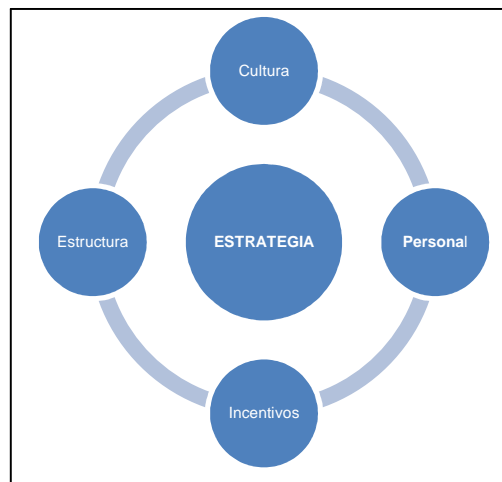 Cultura
Estructura
ESTRATEGIA
Personal
Incentivos